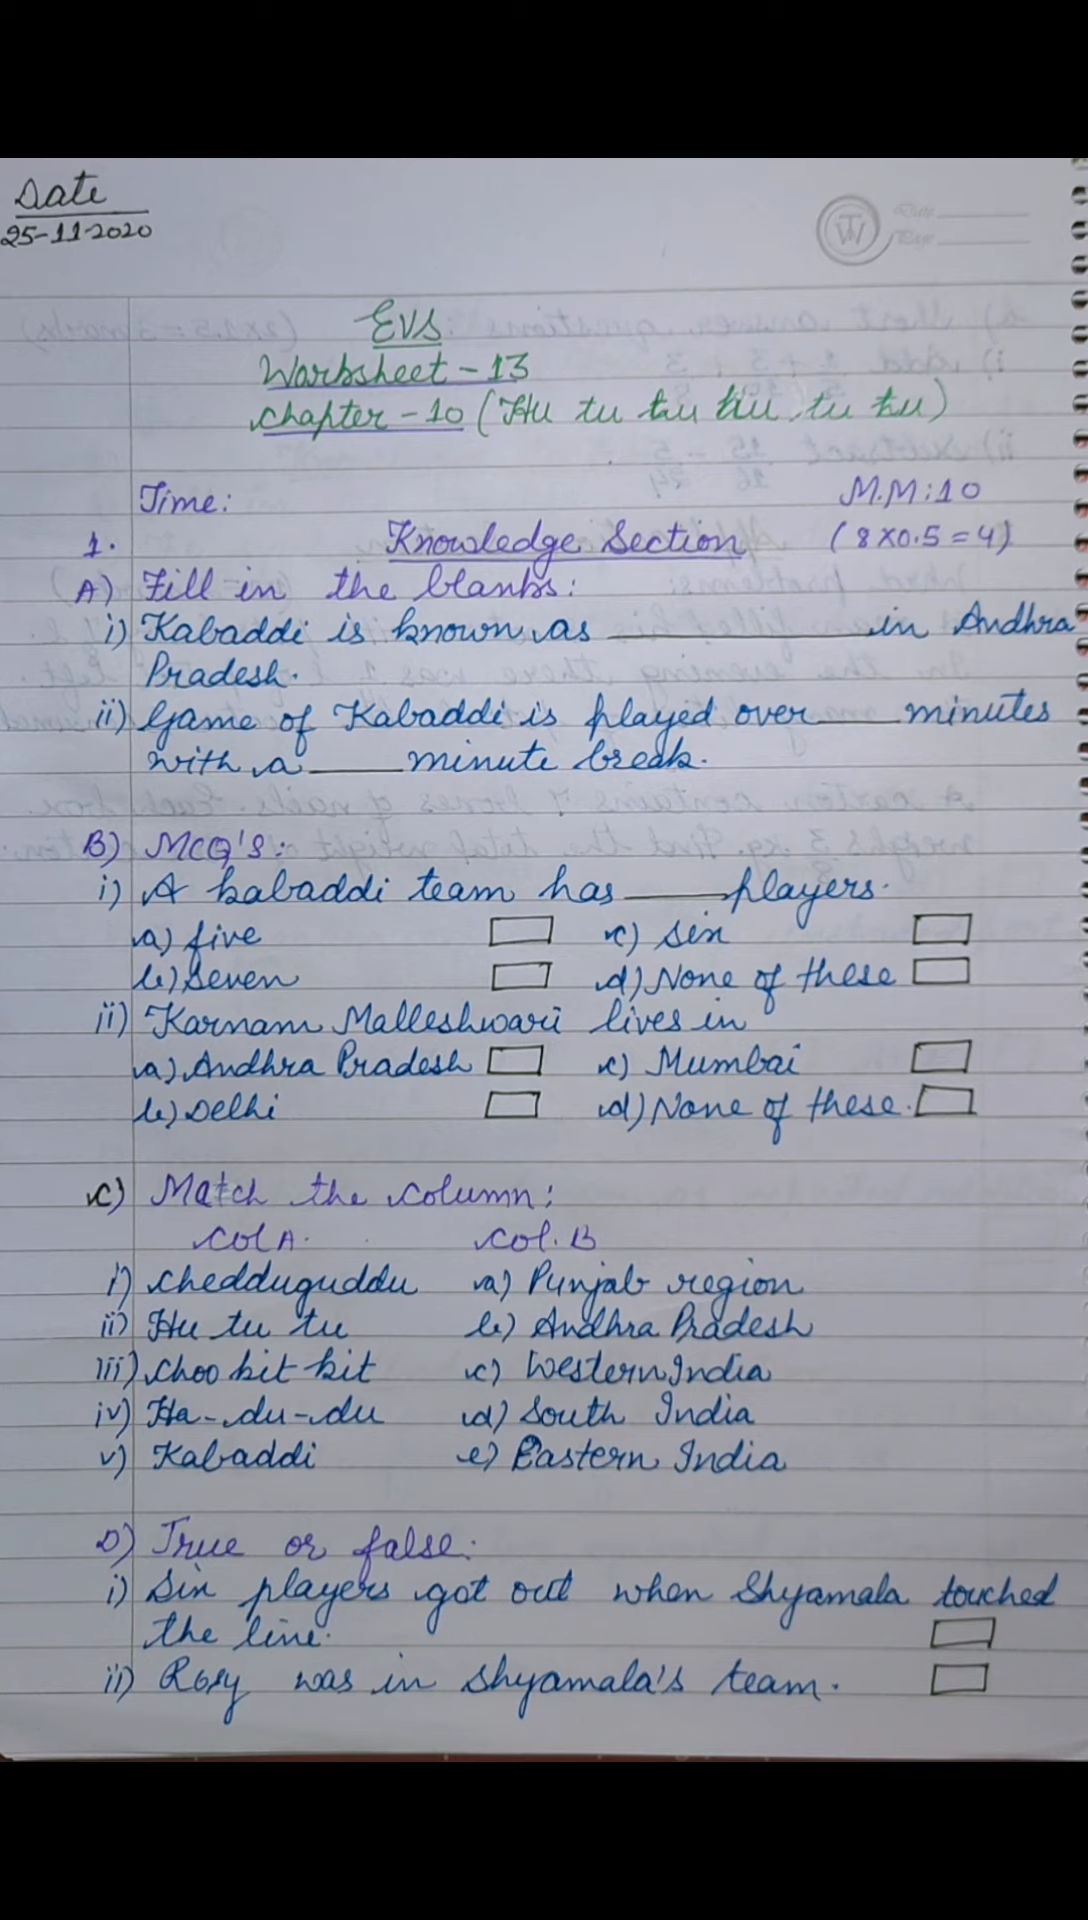 Date
25-11-2020
Date
Page
EVS
Worksheet - 13
Chapter - 10 (Hu tu tu tu tu tu)
Time:
M.M:10
1. Knowledge Section (8x0.5=4)
A) Fill in the blanks:
i) Kabaddi is known as __________ in Andhra
Pradesh.
ii) Game of Kabaddi is played over ____ minutes
with a ____ minute break.
B) MCQ's:
i) A kabaddi team has ____ players.
a) five c) six
b) Seven d) None of these
ii) Karnam Malleshwari lives in
a) Andhra Pradesh c) Mumbai
b) Delhi d) None of these.
C) Match the column:
Col A. Col. B
i) Chedduguddu a) Punjab region
ii) Hu tu tu b) Andhra Pradesh
iii) Choo kit kit c) Western India
iv) Ha-du-du d) South India
v) Kabaddi e) Eastern India
D) True or false:
i) Six players got out when Shyamala touched
the line.
ii) Rosy was in Shyamala's team.